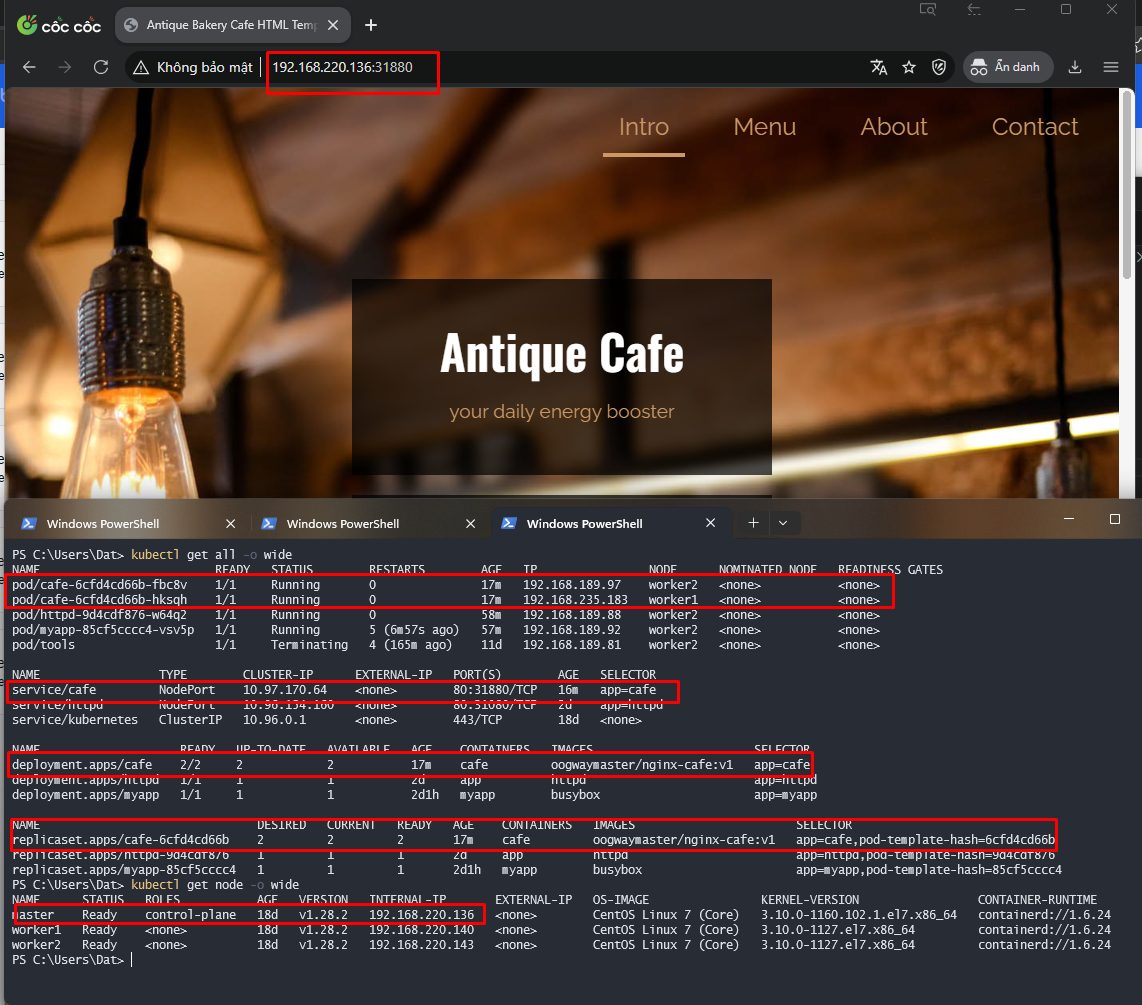 cốc cốc Antique Bakery Cafe HTML Temp
Không bảo mật 192.168.220.136:31880 Ẩn danh
Intro Menu About Contact
Antique Cafe
your daily energy booster
Windows PowerShell Windows PowerShell Windows PowerShell
PS C:\Users\Dat> kubectl get all -o wide
NAME READY STATUS RESTARTS AGE IP NODE NOMINATED NODE READINESS GATES
pod/cafe-6cfd4cd66b-fbc8v 1/1 Running 0 17m 192.168.189.97 worker2 <none> <none>
pod/cafe-6cfd4cd66b-hksqh 1/1 Running 0 17m 192.168.235.183 worker1 <none> <none>
pod/httpd-9d4cdf876-w64q2 1/1 Running 0 58m 192.168.189.88 worker2 <none> <none>
pod/myapp-85cf5cccc4-vsv5p 1/1 Running 5 (6m57s ago) 57m 192.168.189.92 worker2 <none> <none>
pod/tools 1/1 Terminating 4 (165m ago) 11d 192.168.189.81 worker2 <none> <none>
NAME TYPE CLUSTER-IP EXTERNAL-IP PORT(S) AGE SELECTOR
service/cafe NodePort 10.97.170.64 <none> 80:31880/TCP 16m app=cafe
service/httpd NodePort 10.96.154.160 <none> 80:31080/TCP 2d app=httpd
service/kubernetes ClusterIP 10.96.0.1 <none> 443/TCP 18d <none>
NAME READY UP-TO-DATE AVAILABLE AGE CONTAINERS IMAGES SELECTOR
deployment.apps/cafe 2/2 2 2 17m cafe oogwaymaster/nginx-cafe:v1 app=cafe
deployment.apps/httpd 1/1 1 1 2d app httpd app=httpd
deployment.apps/myapp 1/1 1 1 2d1h myapp busybox app=myapp
NAME DESIRED CURRENT READY AGE CONTAINERS IMAGES SELECTOR
replicaset.apps/cafe-6cfd4cd66b 2 2 2 17m cafe oogwaymaster/nginx-cafe:v1 app=cafe,pod-template-hash=6cfd4cd66b
replicaset.apps/httpd-9d4cdf876 1 1 1 2d app httpd app=httpd,pod-template-hash=9d4cdf876
replicaset.apps/myapp-85cf5cccc4 1 1 1 2d1h myapp busybox app=myapp,pod-template-hash=85cf5cccc4
PS C:\Users\Dat> kubectl get node -o wide
NAME STATUS ROLES AGE VERSION INTERNAL-IP EXTERNAL-IP OS-IMAGE KERNEL-VERSION CONTAINER-RUNTIME
master Ready control-plane 18d v1.28.2 192.168.220.136 <none> CentOS Linux 7 (Core) 3.10.0-1160.102.1.el7.x86_64 containerd://1.6.24
worker1 Ready <none> 18d v1.28.2 192.168.220.140 <none> CentOS Linux 7 (Core) 3.10.0-1127.el7.x86_64 containerd://1.6.24
worker2 Ready <none> 18d v1.28.2 192.168.220.143 <none> CentOS Linux 7 (Core) 3.10.0-1127.el7.x86_64 containerd://1.6.24
PS C:\Users\Dat>